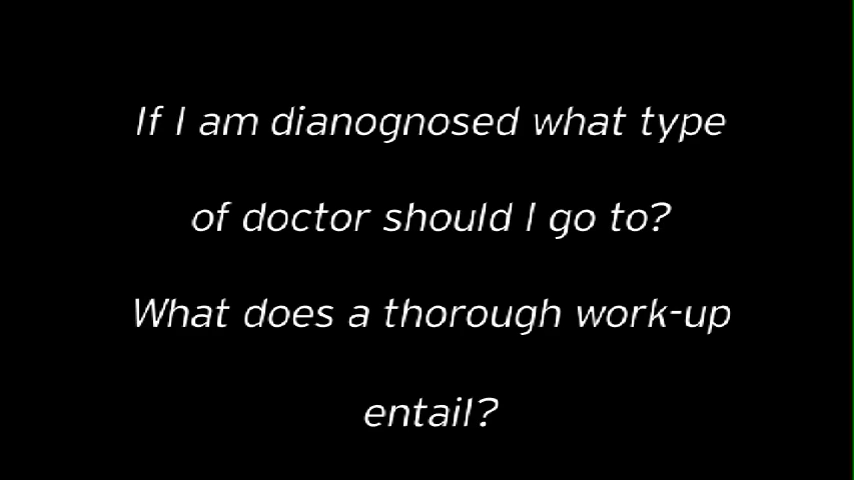 If I am dianognosed what type
of doctor should I go to?
What does a thorough work-up
entail?